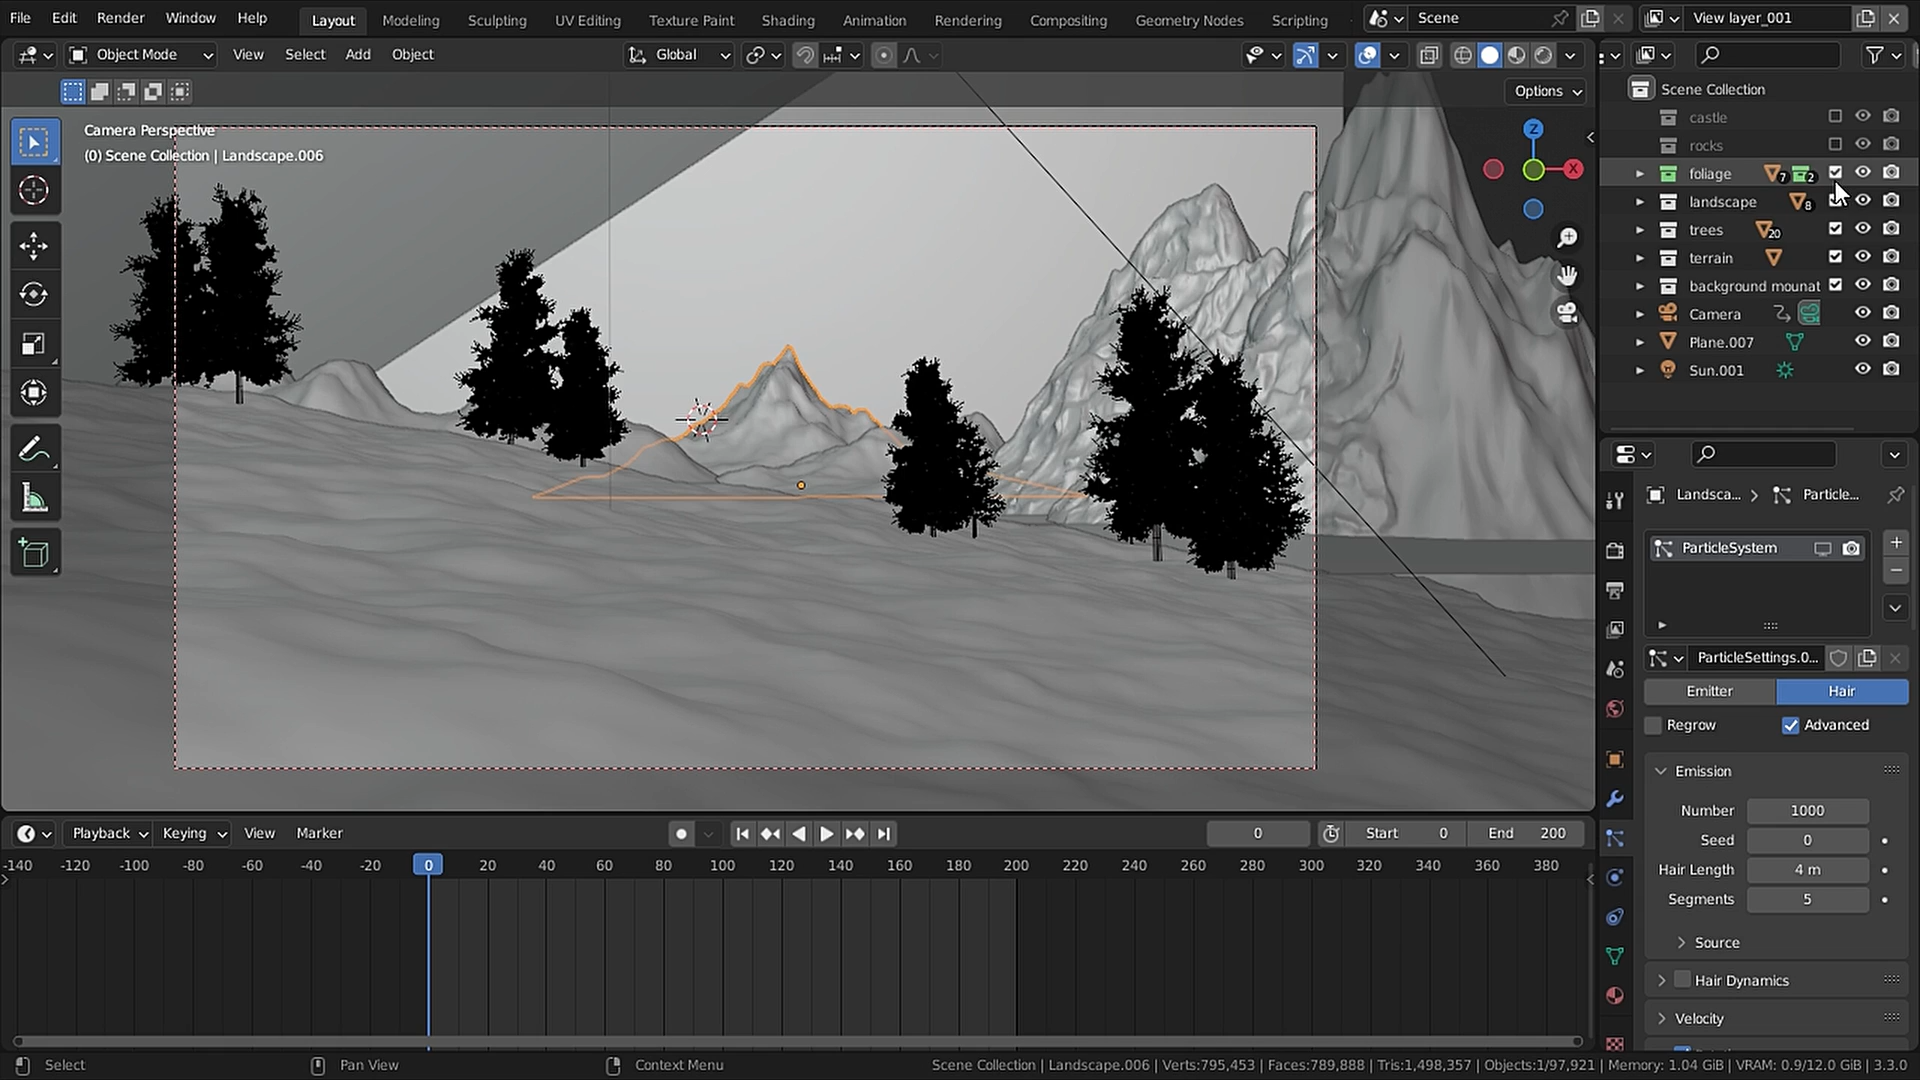 File Edit Render Window Help Layout Modeling Sculpting UV Editing Texture Paint Shading Animation Rendering Compositing Geometry Nodes Scripting Scene View layer_001
Object Mode View Select Add Object Global
Options
Camera Perspective
(0) Scene Collection | Landscape.006
Z
X
Scene Collection
castle
rocks
foliage 7 2
landscape 8
trees 20
terrain
background mounat
Camera
Plane.007
Sun.001
Landsca... Particle...
ParticleSystem
ParticleSettings.0...
Emitter Hair
Regrow Advanced
Emission
Number 1000
Seed 0
Hair Length 4 m
Segments 5
Source
Hair Dynamics
Velocity
Playback Keying View Marker 0 Start 0 End 200
-140 -120 -100 -80 -60 -40 -20 0 20 40 60 80 100 120 140 160 180 200 220 240 260 280 300 320 340 360 380
Select Pan View Context Menu Scene Collection | Landscape.006 | Verts:795,453 | Faces:789,888 | Tris:1,498,357 | Objects:1/97,921 | Memory: 1.04 GiB | VRAM: 0.9/12.0 GiB | 3.3.0